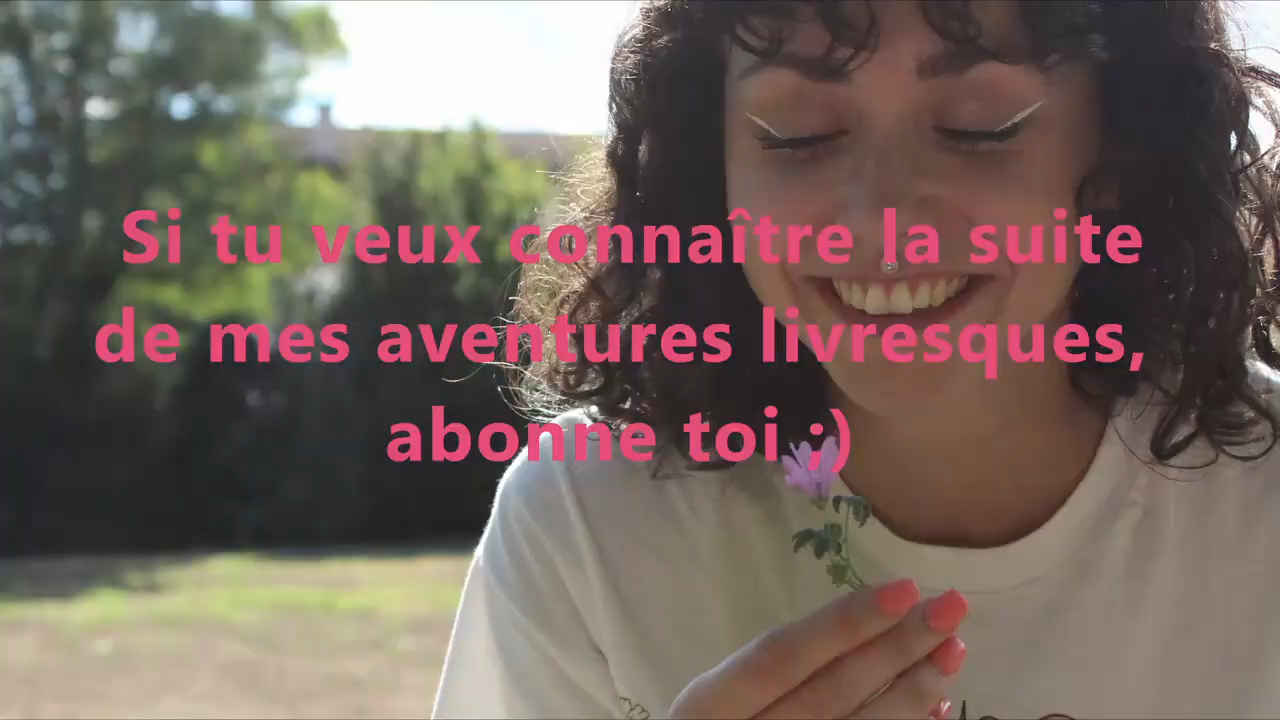 Si tu veux connaître la suite
de mes aventures livresques,
abonne toi ;)